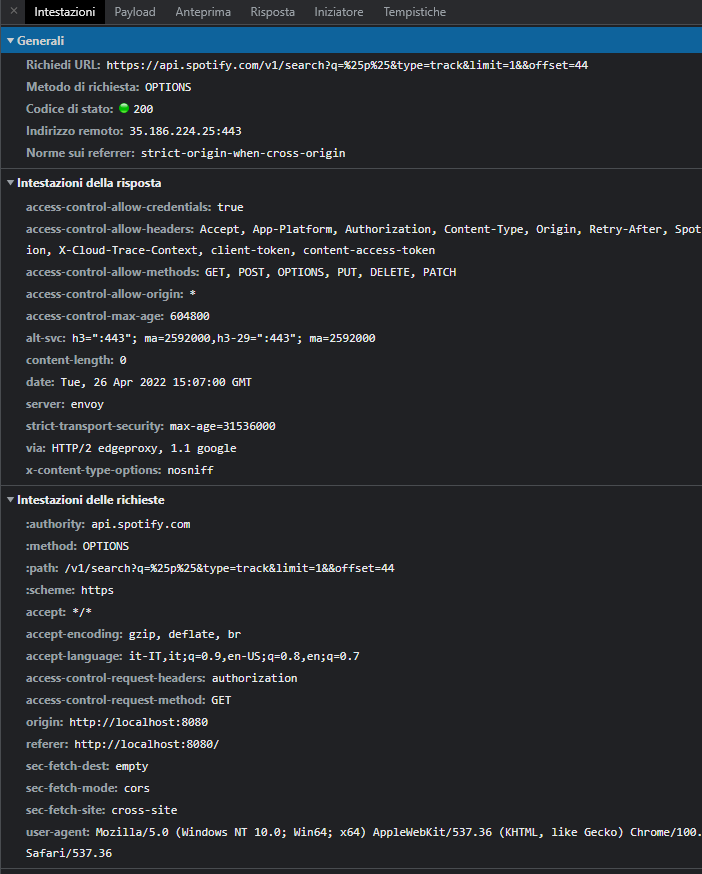 × Intestazioni Payload Anteprima Risposta Iniziatore Tempistiche
Generali
Richiedi URL: https://api.spotify.com/v1/search?q=%25p%25&type=track&limit=1&&offset=44
Metodo di richiesta: OPTIONS
Codice di stato: 200
Indirizzo remoto: 35.186.224.25:443
Norme sui referrer: strict-origin-when-cross-origin
Intestazioni della risposta
access-control-allow-credentials: true
access-control-allow-headers: Accept, App-Platform, Authorization, Content-Type, Origin, Retry-After, Spot
ion, X-Cloud-Trace-Context, client-token, content-access-token
access-control-allow-methods: GET, POST, OPTIONS, PUT, DELETE, PATCH
access-control-allow-origin: *
access-control-max-age: 604800
alt-svc: h3=":443"; ma=2592000,h3-29=":443"; ma=2592000
content-length: 0
date: Tue, 26 Apr 2022 15:07:00 GMT
server: envoy
strict-transport-security: max-age=31536000
via: HTTP/2 edgeproxy, 1.1 google
x-content-type-options: nosniff
Intestazioni delle richieste
:authority: api.spotify.com
:method: OPTIONS
:path: /v1/search?q=%25p%25&type=track&limit=1&&offset=44
:scheme: https
accept: */*
accept-encoding: gzip, deflate, br
accept-language: it-IT,it;q=0.9,en-US;q=0.8,en;q=0.7
access-control-request-headers: authorization
access-control-request-method: GET
origin: http://localhost:8080
referer: http://localhost:8080/
sec-fetch-dest: empty
sec-fetch-mode: cors
sec-fetch-site: cross-site
user-agent: Mozilla/5.0 (Windows NT 10.0; Win64; x64) AppleWebKit/537.36 (KHTML, like Gecko) Chrome/100.
Safari/537.36